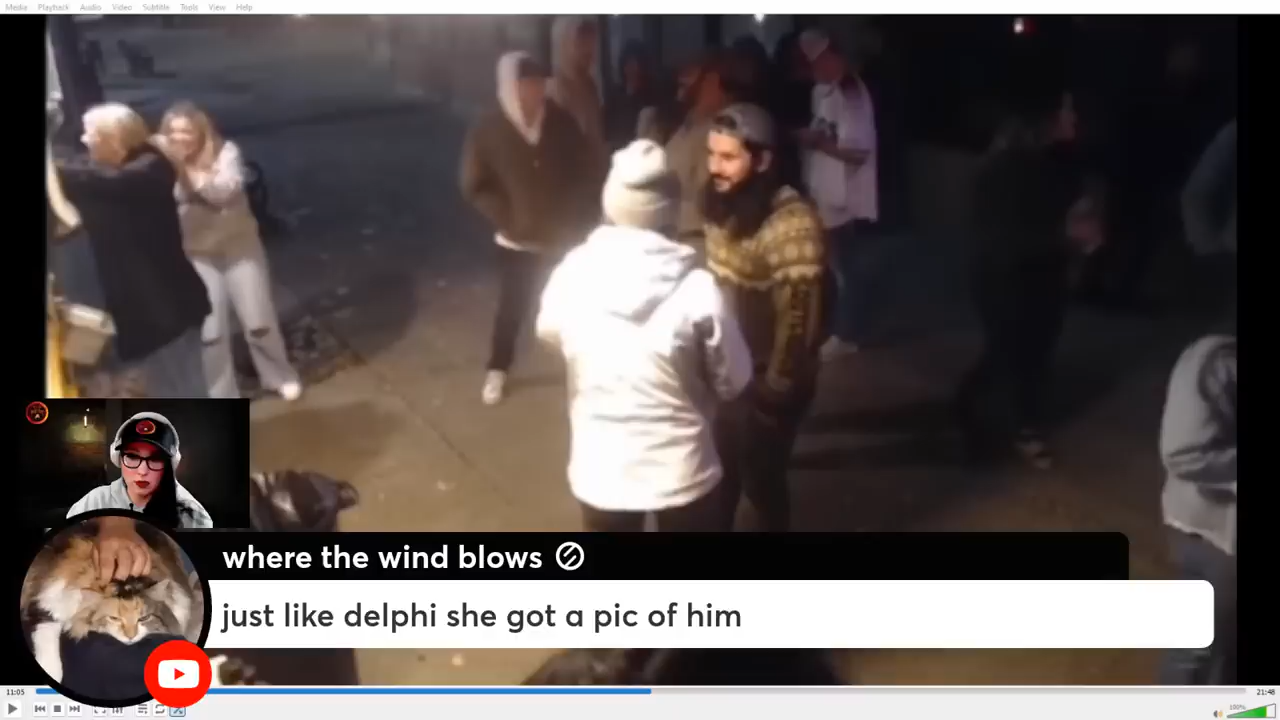 Media Playback Audio Video Subtitle Tools View Help
where the wind blows
just like delphi she got a pic of him
11:05
21:48
100%